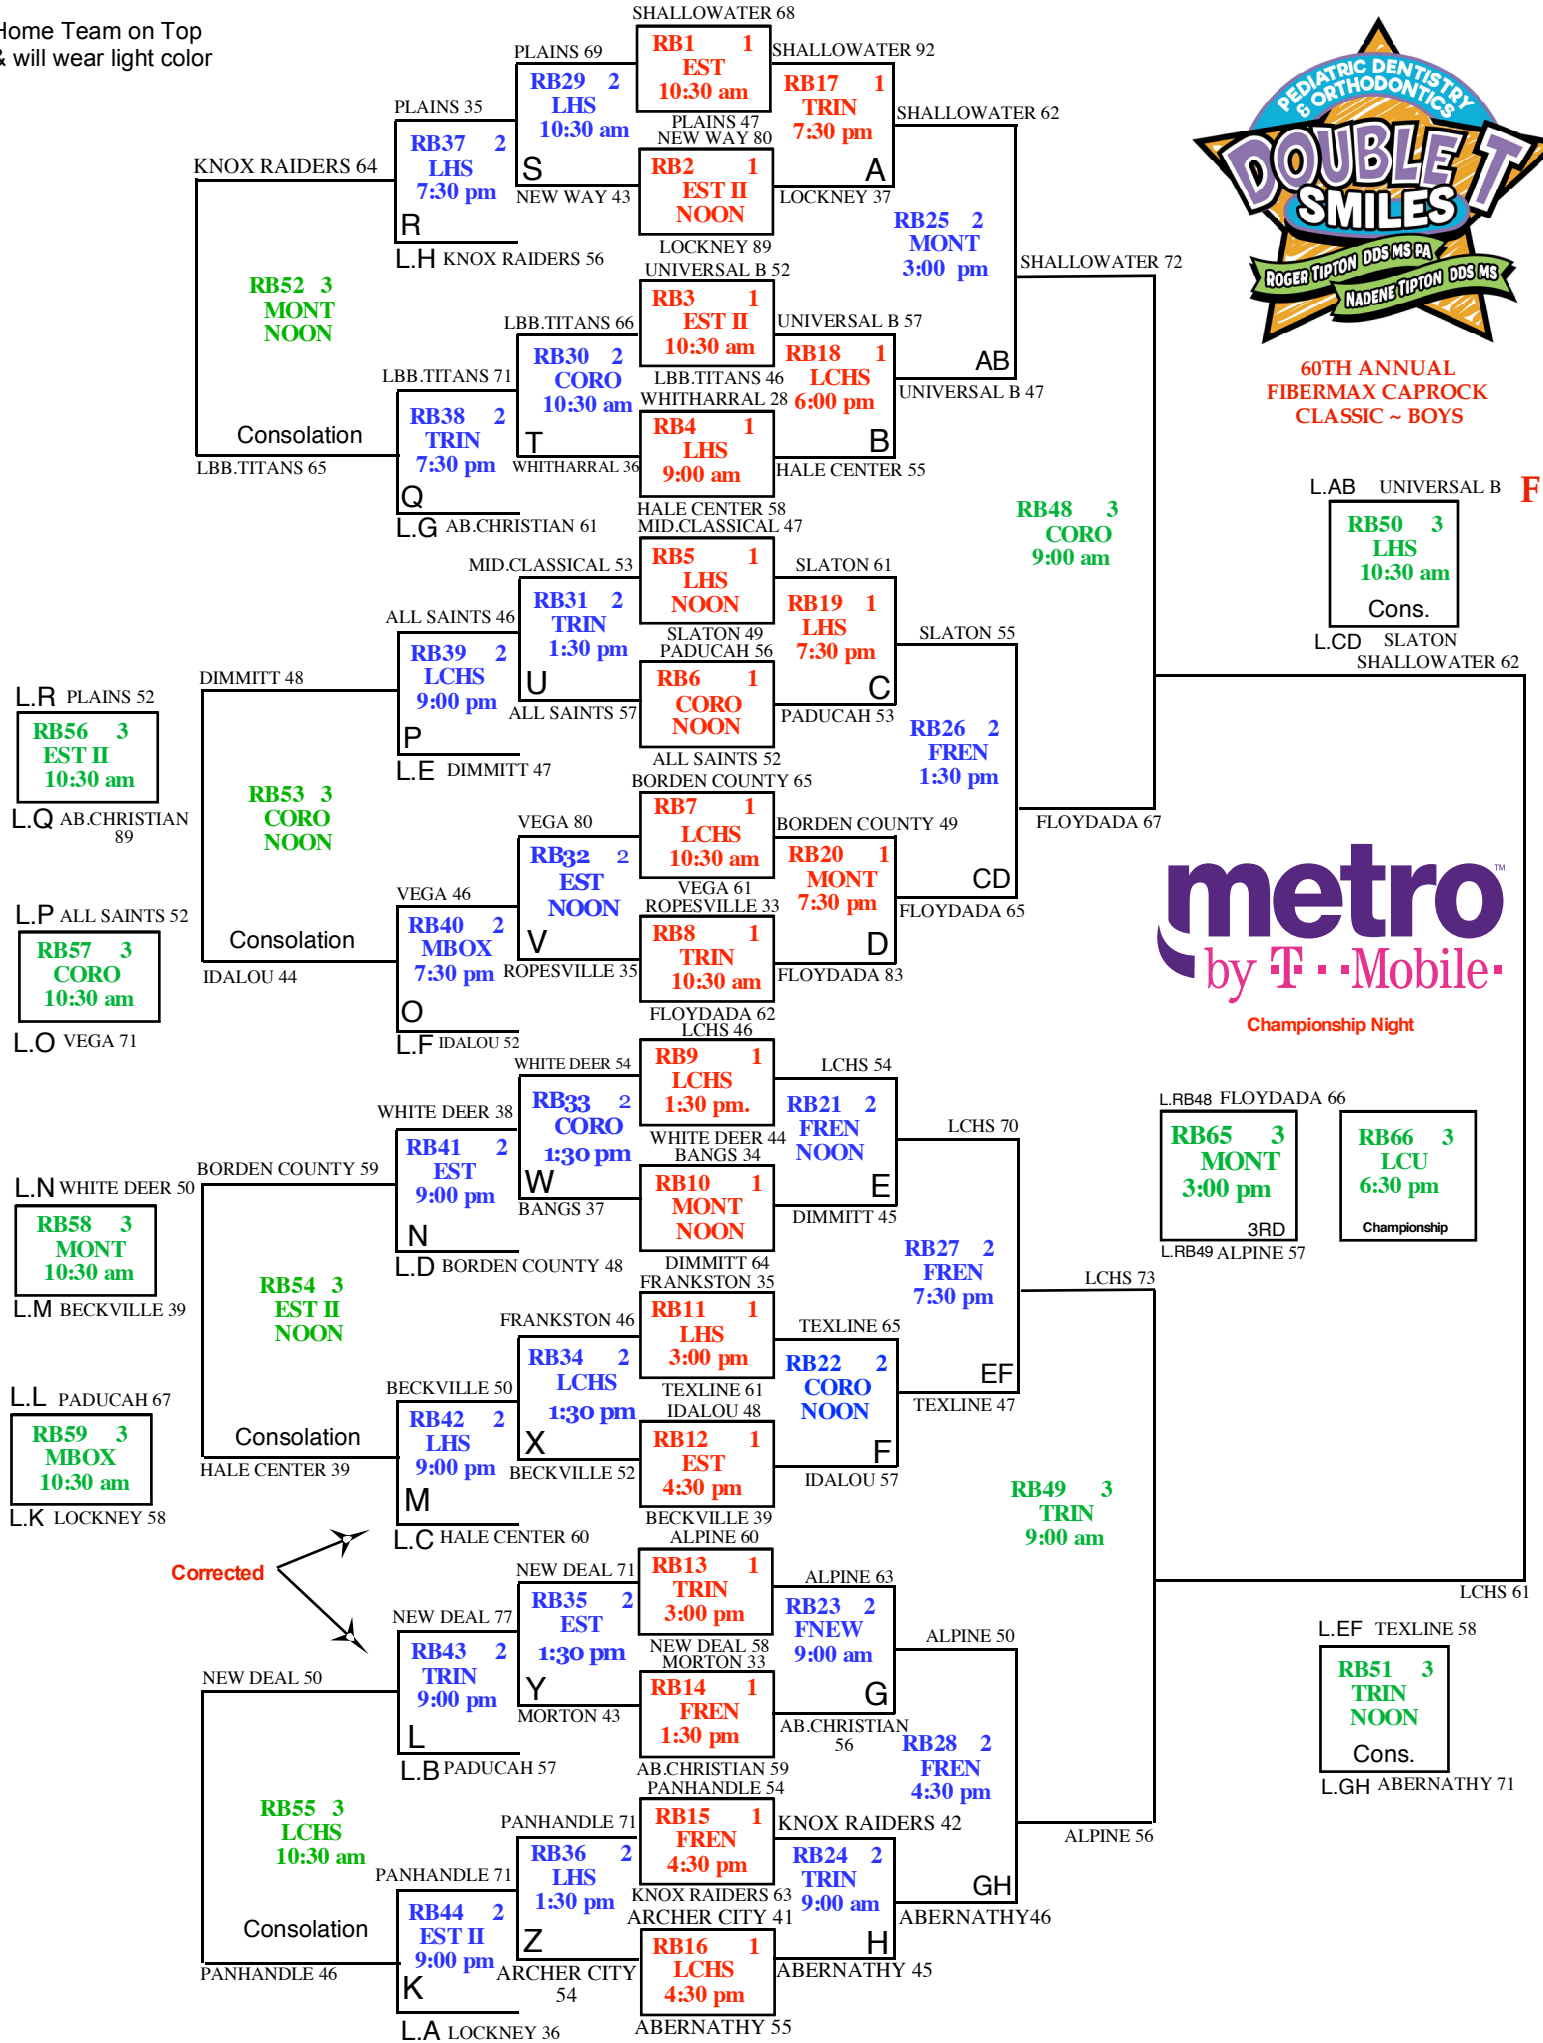 Home Team on Top
& will wear light color
SHALLOWATER 68
RB1 1
EST
10:30 am
PLAINS 47
NEW WAY 80
RB2 1
EST II
NOON
LOCKNEY 89
UNIVERSAL B 52
RB3 1
EST II
10:30 am
LBB.TITANS 46
WHITHARRAL 28
RB4 1
LHS
9:00 am
HALE CENTER 58
MID.CLASSICAL 47
RB5 1
LHS
NOON
SLATON 49
PADUCAH 56
RB6 1
CORO
NOON
ALL SAINTS 52
BORDEN COUNTY 65
RB7 1
LCHS
10:30 am
VEGA 61
ROPESVILLE 33
RB8 1
TRIN
10:30 am
FLOYDADA 62
LCHS 46
RB9 1
LCHS
1:30 pm.
WHITE DEER 44
BANGS 34
RB10 1
MONT
NOON
DIMMITT 64
FRANKSTON 35
RB11 1
LHS
3:00 pm
TEXLINE 61
IDALOU 48
RB12 1
EST
4:30 pm
BECKVILLE 39
ALPINE 60
RB13 1
TRIN
3:00 pm
NEW DEAL 58
MORTON 33
RB14 1
FREN
1:30 pm
AB.CHRISTIAN 59
PANHANDLE 54
RB15 1
FREN
4:30 pm
KNOX RAIDERS 63
ARCHER CITY 41
RB16 1
LCHS
4:30 pm
ABERNATHY 55
SHALLOWATER 92
RB17 1
TRIN
7:30 pm
A
LOCKNEY 37
UNIVERSAL B 57
RB18 1
LCHS
6:00 pm
B
HALE CENTER 55
SLATON 61
RB19 1
LHS
7:30 pm
C
PADUCAH 53
BORDEN COUNTY 49
RB20 1
MONT
7:30 pm
D
FLOYDADA 83
LCHS 54
RB21 2
FREN
NOON
E
DIMMITT 45
TEXLINE 65
RB22 2
CORO
NOON
F
IDALOU 57
ALPINE 63
RB23 2
FNEW
9:00 am
G
AB.CHRISTIAN
56
KNOX RAIDERS 42
RB24 2
TRIN
9:00 am
H
ABERNATHY 45
SHALLOWATER 62
RB25 2
MONT
3:00 pm
AB
UNIVERSAL B 47
SLATON 55
RB26 2
FREN
1:30 pm
CD
FLOYDADA 65
LCHS 70
RB27 2
FREN
7:30 pm
EF
TEXLINE 47
ALPINE 50
RB28 2
FREN
4:30 pm
GH
ABERNATHY46
SHALLOWATER 72
RB48 3
CORO
9:00 am
FLOYDADA 67
LCHS 73
RB49 3
TRIN
9:00 am
ALPINE 56
SHALLOWATER 62
LCHS 61
PLAINS 69
RB29 2
LHS
10:30 am
S
NEW WAY 43
LBB.TITANS 66
RB30 2
CORO
10:30 am
T
WHITHARRAL 36
MID.CLASSICAL 53
RB31 2
TRIN
1:30 pm
U
ALL SAINTS 57
VEGA 80
RB32 2
EST
NOON
V
ROPESVILLE 35
WHITE DEER 54
RB33 2
CORO
1:30 pm
W
BANGS 37
FRANKSTON 46
RB34 2
LCHS
1:30 pm
X
BECKVILLE 52
NEW DEAL 71
RB35 2
EST
1:30 pm
Y
MORTON 43
PANHANDLE 71
RB36 2
LHS
1:30 pm
Z
ARCHER CITY
54
PLAINS 35
RB37 2
LHS
7:30 pm
R
L.H KNOX RAIDERS 56
LBB.TITANS 71
RB38 2
TRIN
7:30 pm
Q
L.G AB.CHRISTIAN 61
ALL SAINTS 46
RB39 2
LCHS
9:00 pm
P
L.E DIMMITT 47
VEGA 46
RB40 2
MBOX
7:30 pm
O
L.F IDALOU 52
WHITE DEER 38
RB41 2
EST
9:00 pm
N
L.D BORDEN COUNTY 48
BECKVILLE 50
RB42 2
LHS
9:00 pm
M
L.C HALE CENTER 60
Corrected
NEW DEAL 77
RB43 2
TRIN
9:00 pm
L
L.B PADUCAH 57
PANHANDLE 71
RB44 2
EST II
9:00 pm
K
L.A LOCKNEY 36
KNOX RAIDERS 64
RB52 3
MONT
NOON
Consolation
LBB.TITANS 65
DIMMITT 48
RB53 3
CORO
NOON
Consolation
IDALOU 44
BORDEN COUNTY 59
RB54 3
EST II
NOON
Consolation
HALE CENTER 39
NEW DEAL 50
RB55 3
LCHS
10:30 am
Consolation
PANHANDLE 46
L.R PLAINS 52
RB56 3
EST II
10:30 am
L.Q AB.CHRISTIAN
89
L.P ALL SAINTS 52
RB57 3
CORO
10:30 am
L.O VEGA 71
L.N WHITE DEER 50
RB58 3
MONT
10:30 am
L.M BECKVILLE 39
L.L PADUCAH 67
RB59 3
MBOX
10:30 am
L.K LOCKNEY 58
PEDIATRIC DENTISTRY
& ORTHODONTICS
DOUBLE T
SMILES
ROGER TIPTON DDS MS PA
NADENE TIPTON DDS MS
60TH ANNUAL
FIBERMAX CAPROCK
CLASSIC ~ BOYS
L.AB UNIVERSAL B F
RB50 3
LHS
10:30 am
Cons.
L.CD SLATON
metro™
by T··Mobile·
Championship Night
L.RB48 FLOYDADA 66
RB65 3
MONT
3:00 pm
3RD
L.RB49 ALPINE 57
RB66 3
LCU
6:30 pm
Championship
L.EF TEXLINE 58
RB51 3
TRIN
NOON
Cons.
L.GH ABERNATHY 71